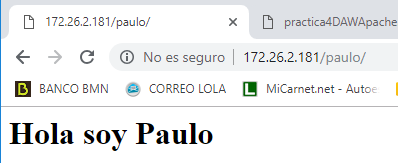 172.26.2.181/paulo/
practica4DAWApache
No es seguro 172.26.2.181/paulo/
BANCO BMN CORREO LOLA MiCarnet.net - Autoe
Hola soy Paulo